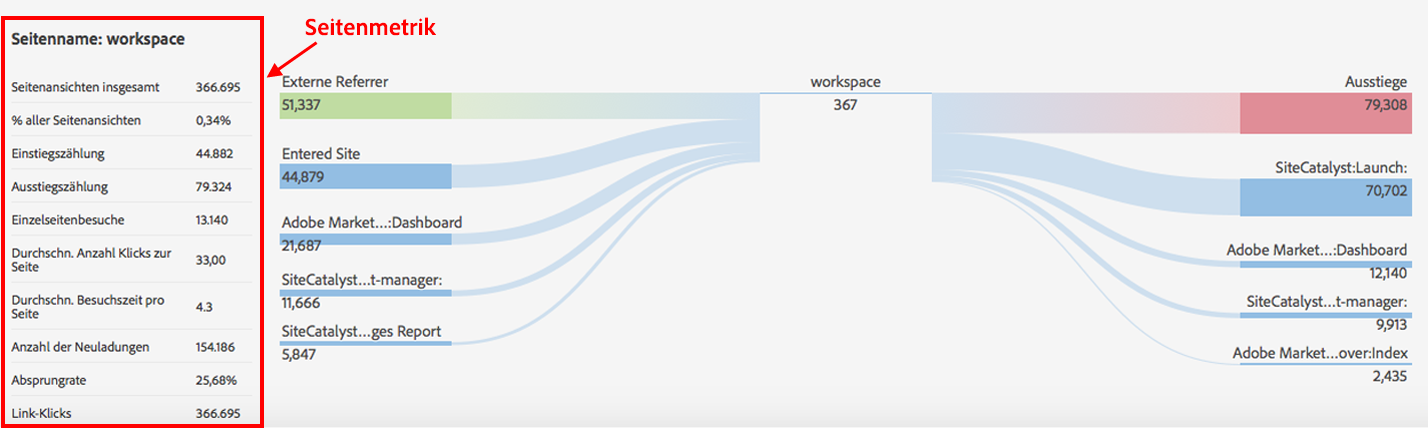 Seitenmetrik
Seitenname: workspace
Seitenansichten insgesamt 366.695
% aller Seitenansichten 0,34%
Einstiegszählung 44.882
Ausstiegszählung 79.324
Einzelseitenbesuche 13.140
Durchschn. Anzahl Klicks zur
Seite 33,00
Durchschn. Besuchszeit pro
Seite 4.3
Anzahl der Neuladungen 154.186
Absprungrate 25,68%
Link-Klicks 366.695
Externe Referrer
51,337
Entered Site
44,879
Adobe Market...:Dashboard
21,687
SiteCatalyst...t-manager:
11,666
SiteCatalyst...ges Report
5,847
workspace
367
Ausstiege
79,308
SiteCatalyst:Launch:
70,702
Adobe Market...:Dashboard
12,140
SiteCatalyst...t-manager:
9,913
Adobe Market...over:Index
2,435